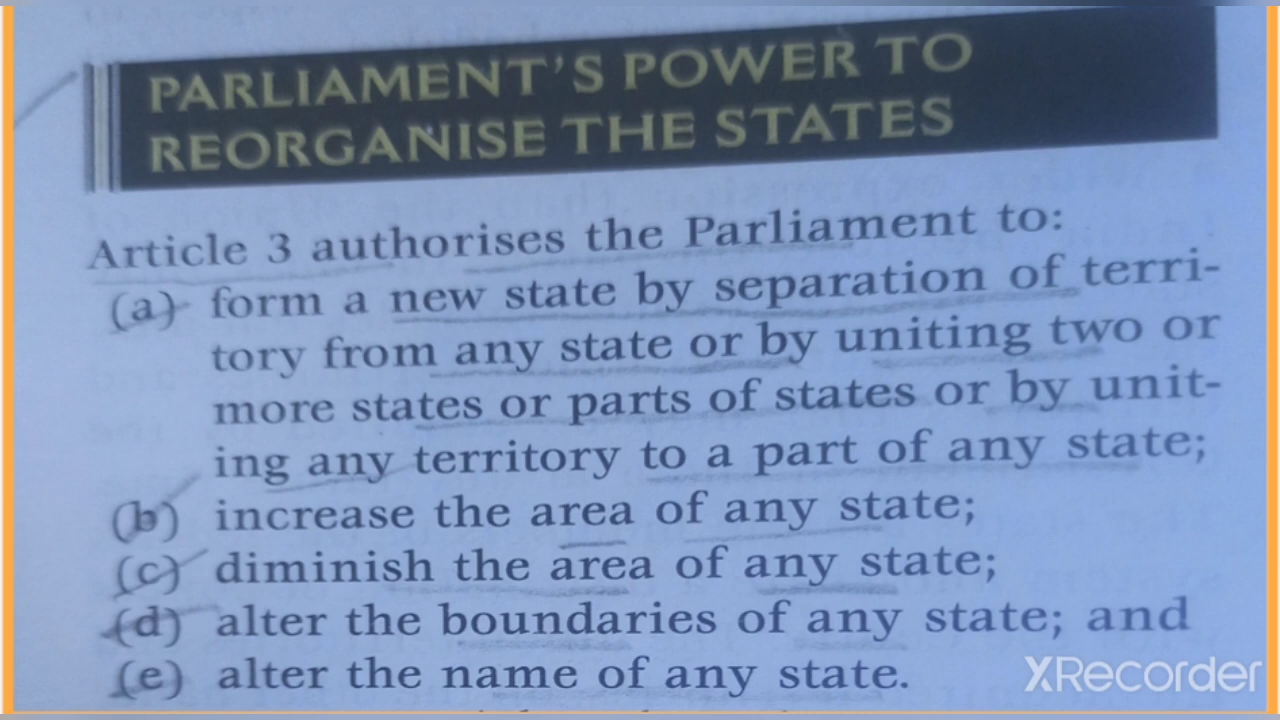 PARLIAMENT'S POWER TO
REORGANISE THE STATES
Article 3 authorises the Parliament to:
(a) form a new state by separation of terri-
tory from any state or by uniting two or
more states or parts of states or by unit-
ing any territory to a part of any state;
(b) increase the area of any state;
(c) diminish the area of any state;
(d) alter the boundaries of any state; and
(e) alter the name of any state.
XRecorder